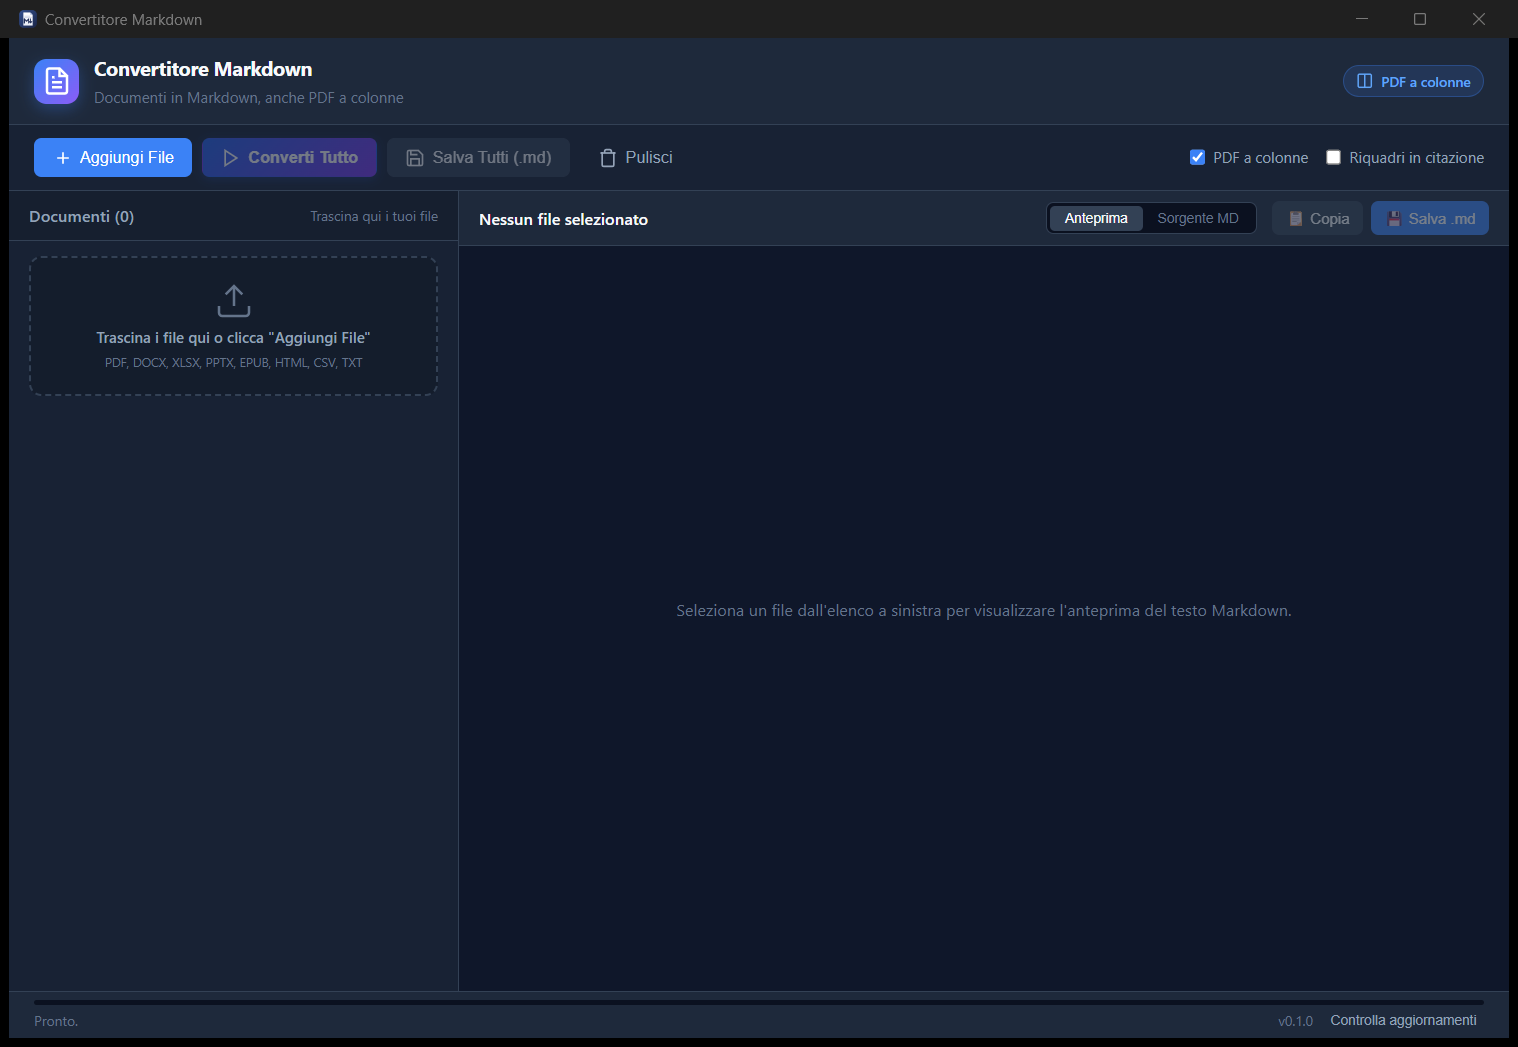 Convertitore Markdown
Convertitore Markdown
Documenti in Markdown, anche PDF a colonne
PDF a colonne
Aggiungi File
Converti Tutto
Salva Tutti (.md)
Pulisci
PDF a colonne
Riquadri in citazione
Documenti (0)
Trascina qui i tuoi file
Nessun file selezionato
Anteprima
Sorgente MD
Copia
Salva .md
Trascina i file qui o clicca "Aggiungi File"
PDF, DOCX, XLSX, PPTX, EPUB, HTML, CSV, TXT
Seleziona un file dall'elenco a sinistra per visualizzare l'anteprima del testo Markdown.
Pronto.
v0.1.0
Controlla aggiornamenti